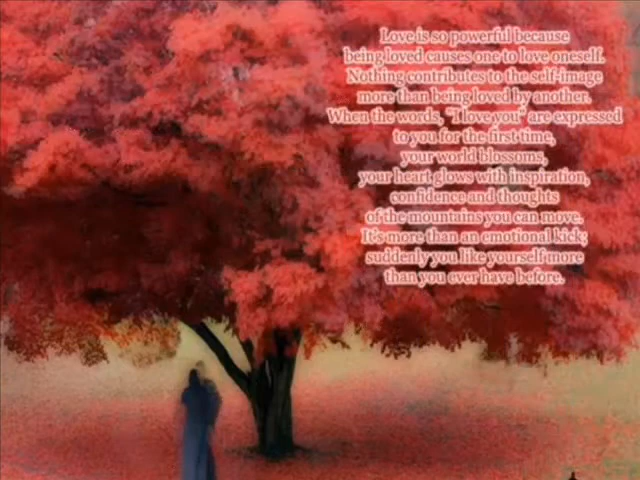 Love is so powerful because
being loved causes one to love oneself.
Nothing contributes to the self-image
more than being loved by another.
When the words, "I love you" are expressed
to you for the first time,
your world blossoms,
your heart glows with inspiration,
confidence and thoughts
of the mountains you can move.
It's more than an emotional kick;
suddenly you like yourself more
than you ever have before.